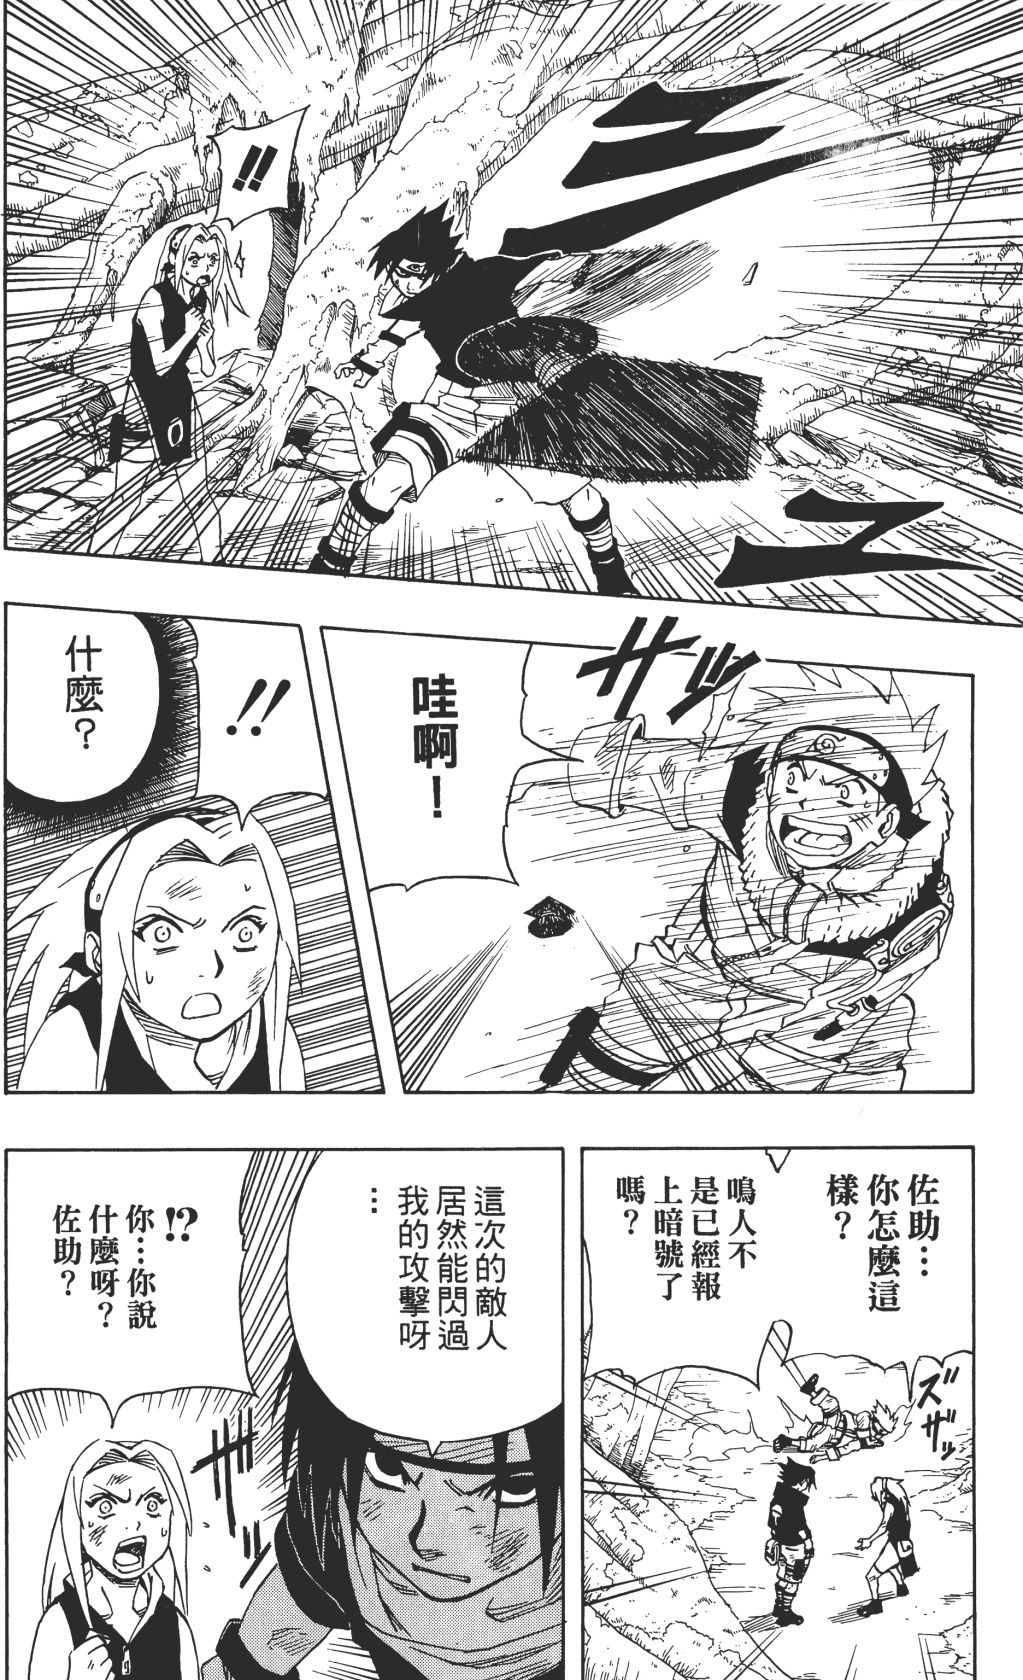 !!
ザッ
哇啊！
!!
什麼？
佐助…
你怎麼這
樣？
鳴人不
是已經報
上暗號了
嗎？
ズザッ
這次的敵人
居然能閃過
我的攻擊呀
…
!?
你…你說
什麼呀？
佐助？